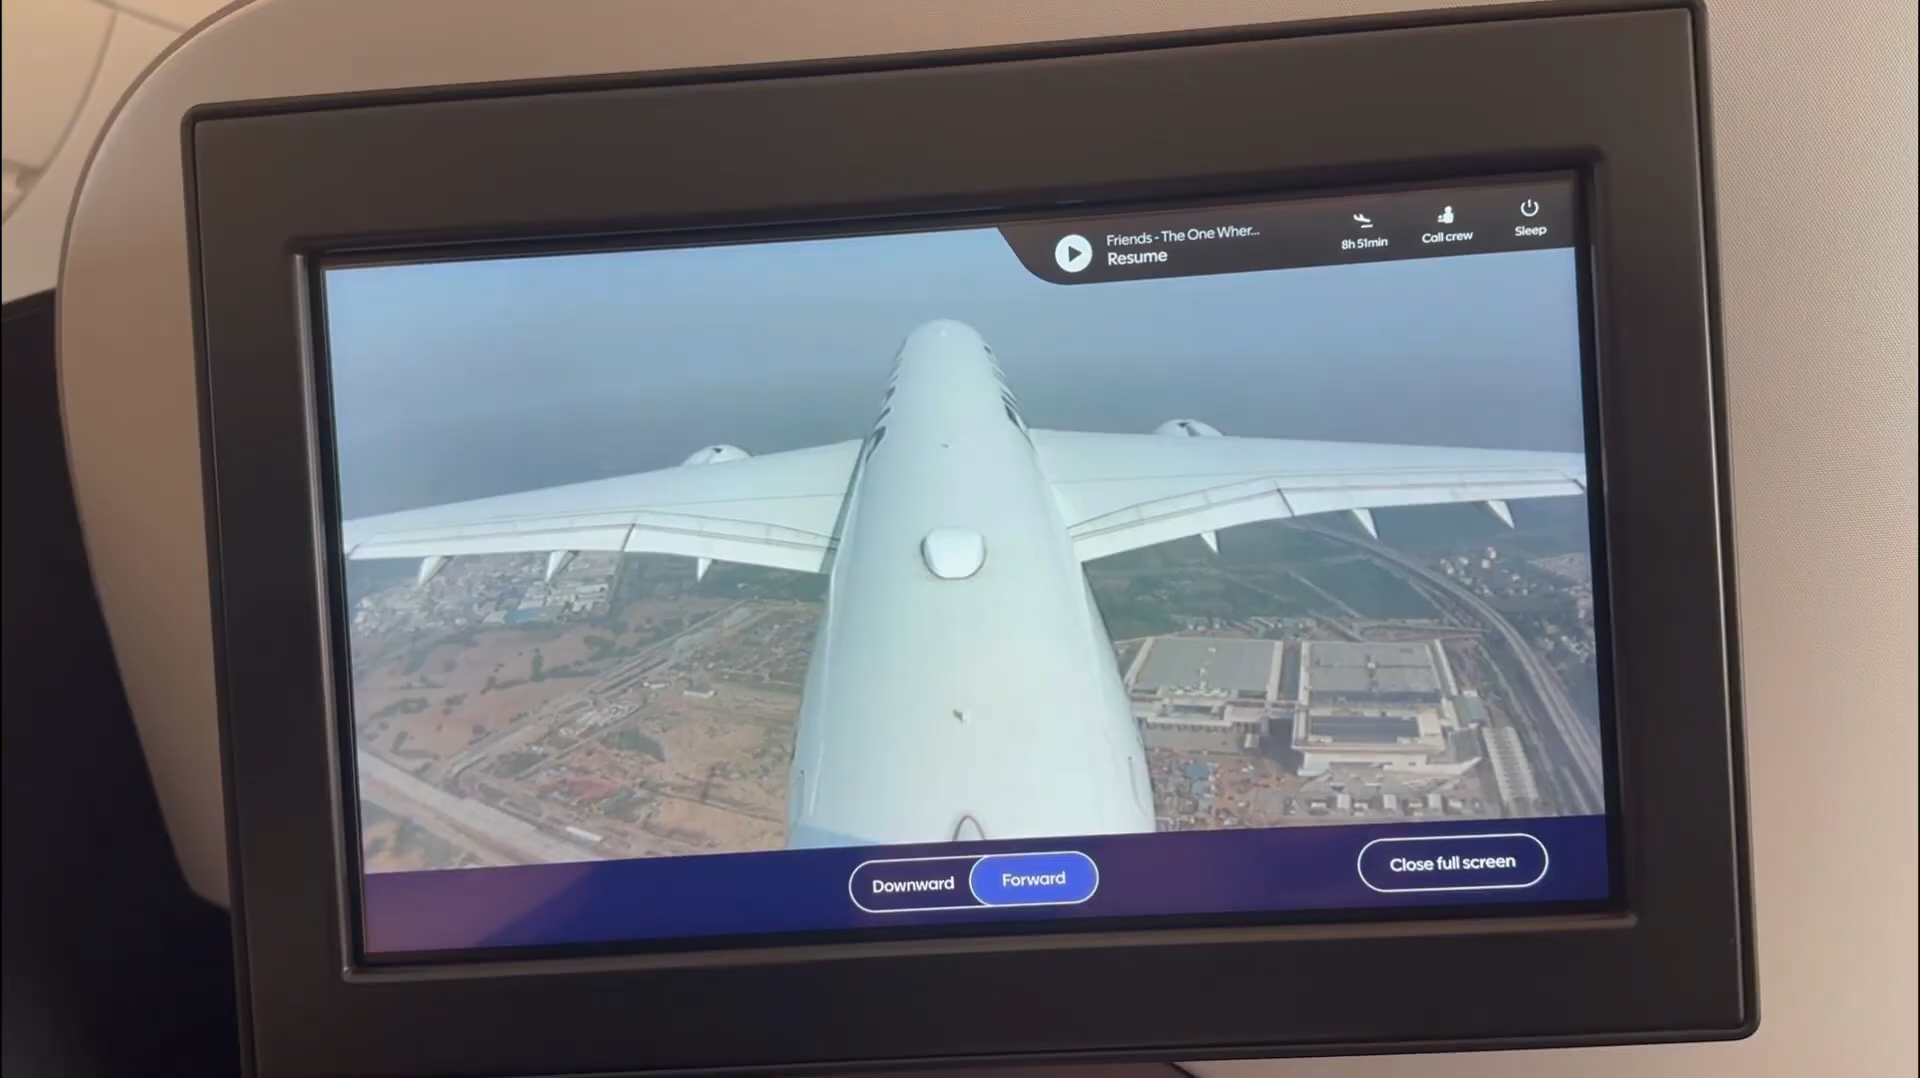 Friends - The One Wher...
Resume
8h 51min
Call crew
Sleep
Downward
Forward
Close full screen